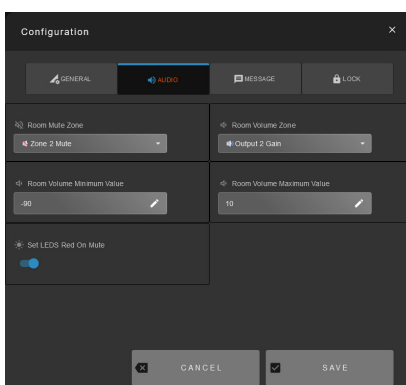 Configuration
GENERAL
AUDIO
MESSAGE
LOCK
Room Mute Zone
Room Volume Zone
Zone 2 Mute
Output 2 Gain
Room Volume Minimum Value
Room Volume Maximum Value
-90
10
Set LEDS Red On Mute
CANCEL
SAVE